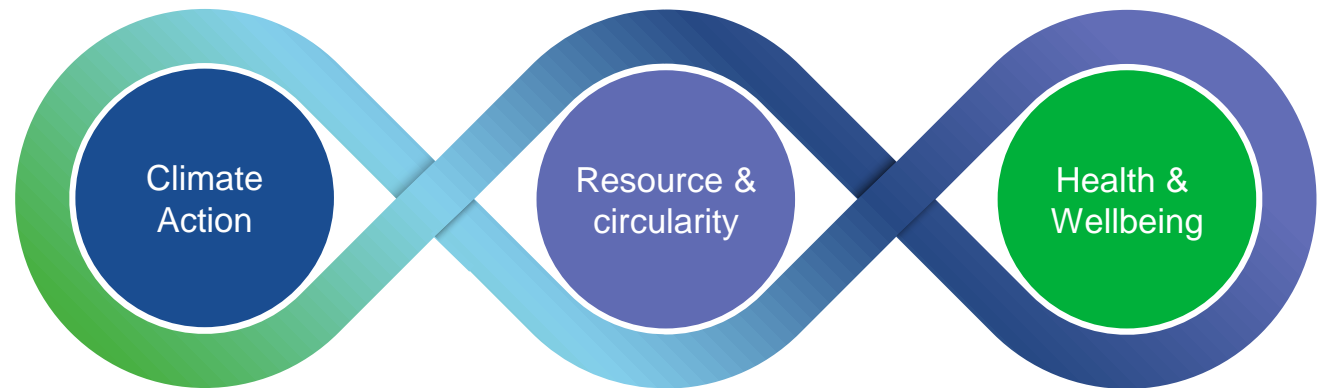 Climate
Action
Resource &
circularity
Health &
Wellbeing